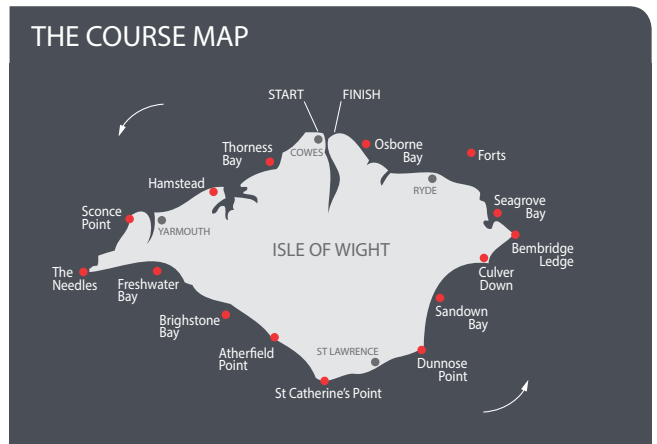 THE COURSE MAP
START
FINISH
COWES
Thorness
Bay
Osborne
Bay
Forts
Hamstead
RYDE
Seagrove
Bay
Sconce
Point
YARMOUTH
ISLE OF WIGHT
Bembridge
Ledge
The
Needles
Freshwater
Bay
Culver
Down
Brighstone
Bay
Sandown
Bay
Atherfield
Point
ST LAWRENCE
Dunnose
Point
St Catherine's Point